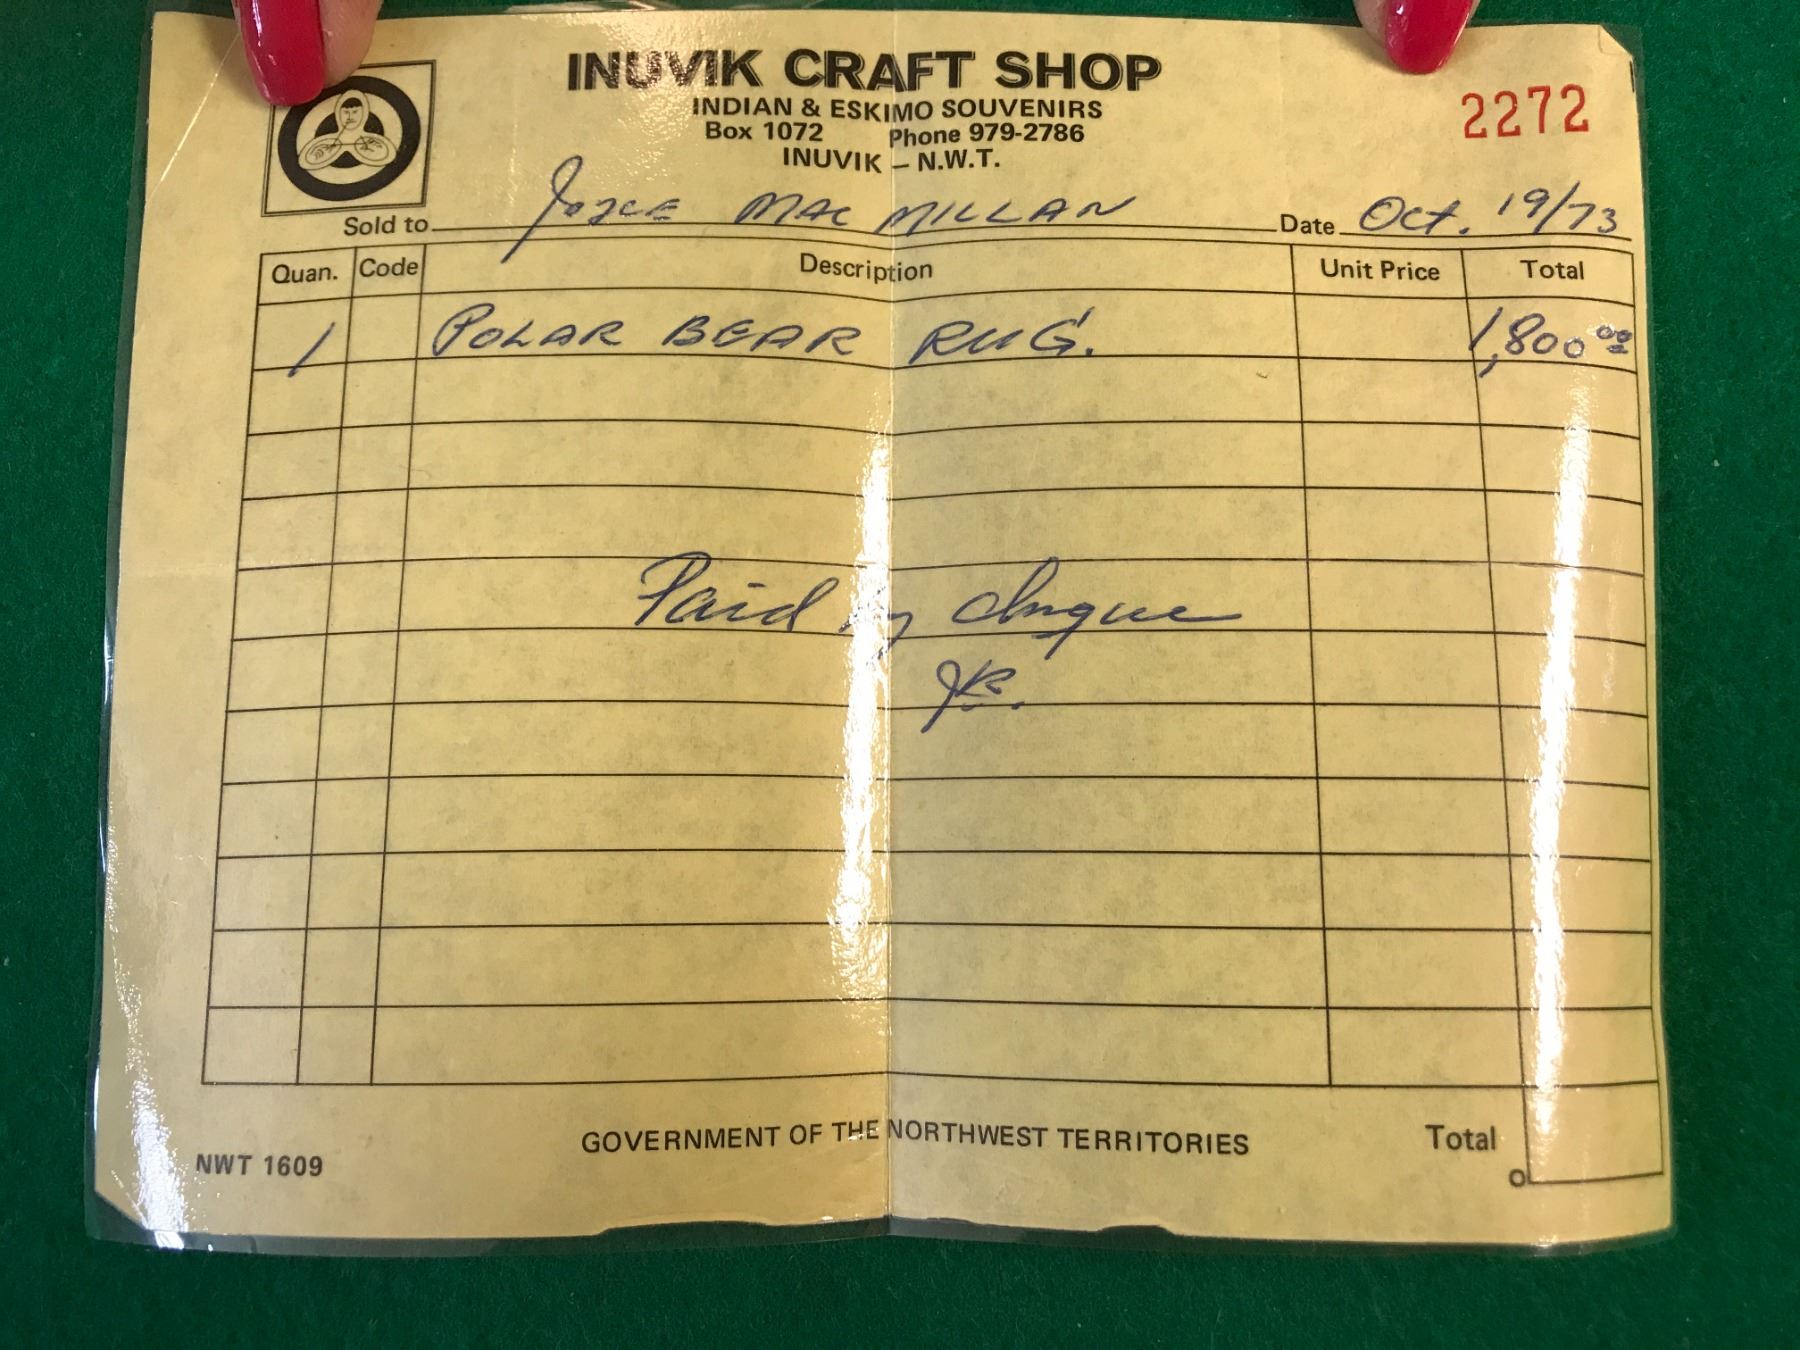 INUVIK CRAFT SHOP
INDIAN & ESKIMO SOUVENIRS
2272
Box 1072 Phone 979-2786
INUVIK – N.W.T.
Sold to Joyce MacMillan Date Oct. 19/73
Quan. Code Description Unit Price Total
1 POLAR BEAR RUG. 1,800 00
Paid by Cheque
GOVERNMENT OF THE NORTHWEST TERRITORIES Total
NWT 1609